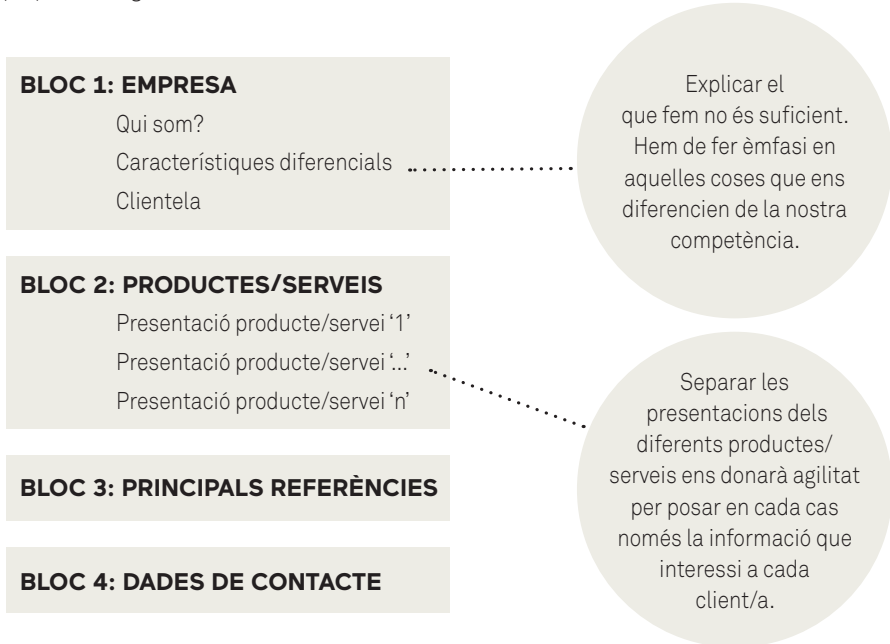 BLOC 1: EMPRESA
Qui som?
Característiques diferencials
Clientela
Explicar el
que fem no és suficient.
Hem de fer èmfasi en
aquelles coses que ens
diferencien de la nostra
competència.
BLOC 2: PRODUCTES/SERVEIS
Presentació producte/servei ‘1’
Presentació producte/servei ‘...’
Presentació producte/servei ‘n’
Separar les
presentacions dels
diferents productes/
serveis ens donarà agilitat
per posar en cada cas
només la informació que
interessi a cada
client/a.
BLOC 3: PRINCIPALS REFERÈNCIES
BLOC 4: DADES DE CONTACTE